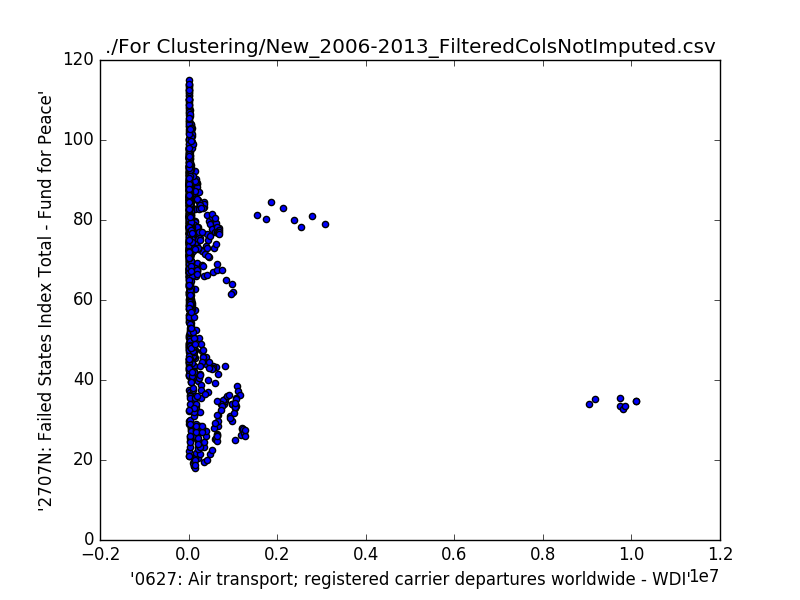 ./For Clustering/New_2006-2013_FilteredColsNotImputed.csv
120
100
80
60
40
20
0
'2707N: Failed States Index Total - Fund for Peace'
−0.2 0.0 0.2 0.4 0.6 0.8 1.0 1.2
1e7
'0627: Air transport; registered carrier departures worldwide - WDI'